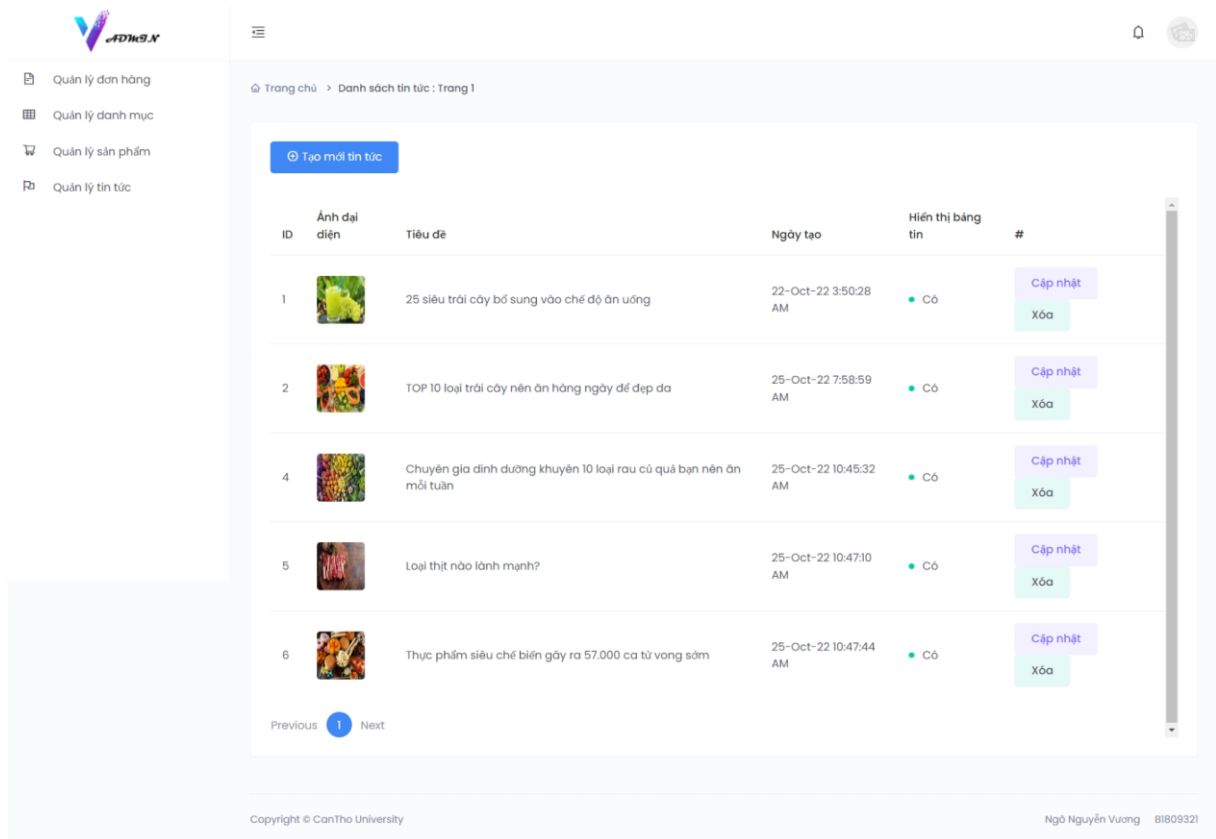 ADMIN
Quản lý đơn hàng
Quản lý danh mục
Quản lý sản phẩm
Quản lý tin tức
Trang chủ > Danh sách tin tức : Trang 1
Tạo mới tin tức
ID
Ảnh đại
diện
Tiêu đề
Ngày tạo
Hiển thị bảng
tin
#
1
25 siêu trái cây bổ sung vào chế độ ăn uống
22-Oct-22 3:50:28
AM
Có
Cập nhật
Xóa
2
TOP 10 loại trái cây nên ăn hàng ngày để đẹp da
25-Oct-22 7:58:59
AM
Có
Cập nhật
Xóa
4
Chuyên gia dinh dưỡng khuyên 10 loại rau củ quả bạn nên ăn
mỗi tuần
25-Oct-22 10:45:32
AM
Có
Cập nhật
Xóa
5
Loại thịt nào lành mạnh?
25-Oct-22 10:47:10
AM
Có
Cập nhật
Xóa
6
Thực phẩm siêu chế biến gây ra 57.000 ca tử vong sớm
25-Oct-22 10:47:44
AM
Có
Cập nhật
Xóa
Previous 1 Next
Copyright © CanTho University
Ngô Nguyễn Vương B1809321